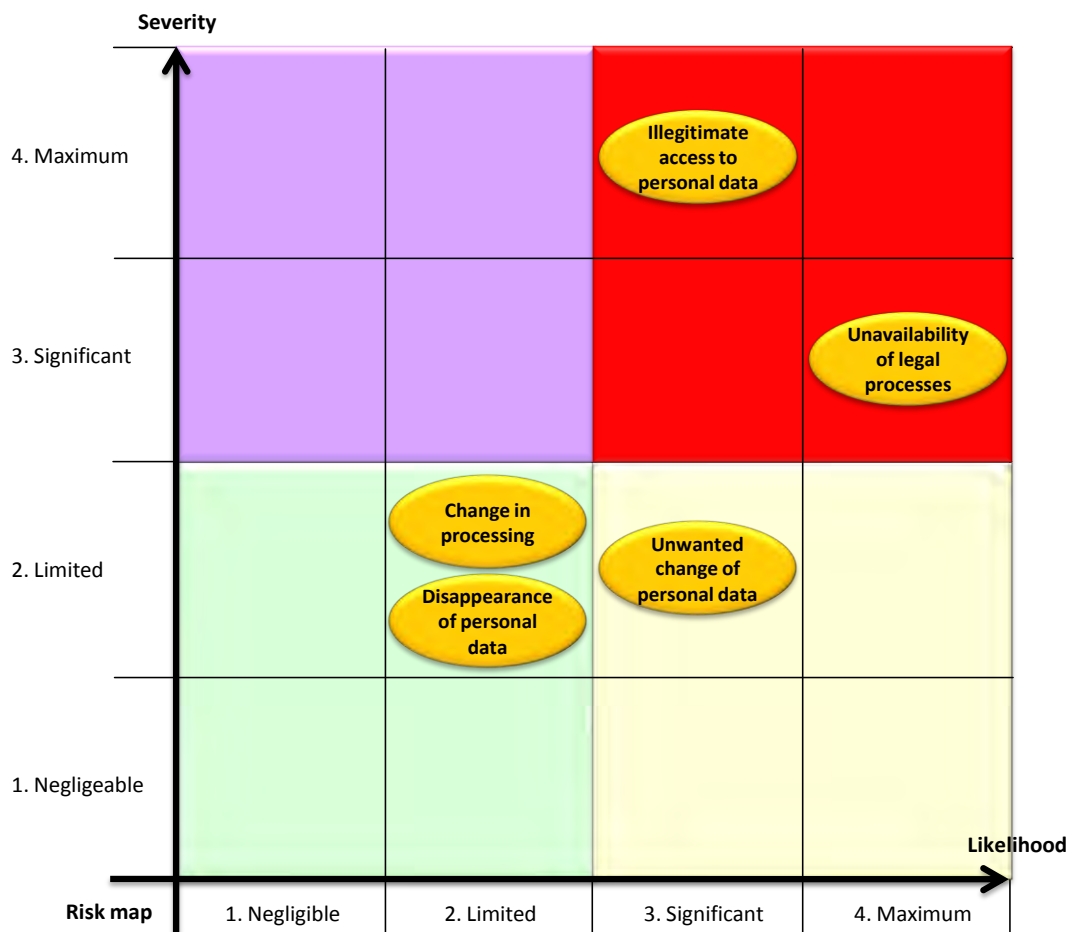 Severity
4. Maximum
Illegitimate
access to
personal data
3. Significant
Unavailability
of legal
processes
2. Limited
Change in
processing
Disappearance
of personal
data
Unwanted
change of
personal data
1. Negligeable
Likelihood
Risk map
1. Negligible
2. Limited
3. Significant
4. Maximum